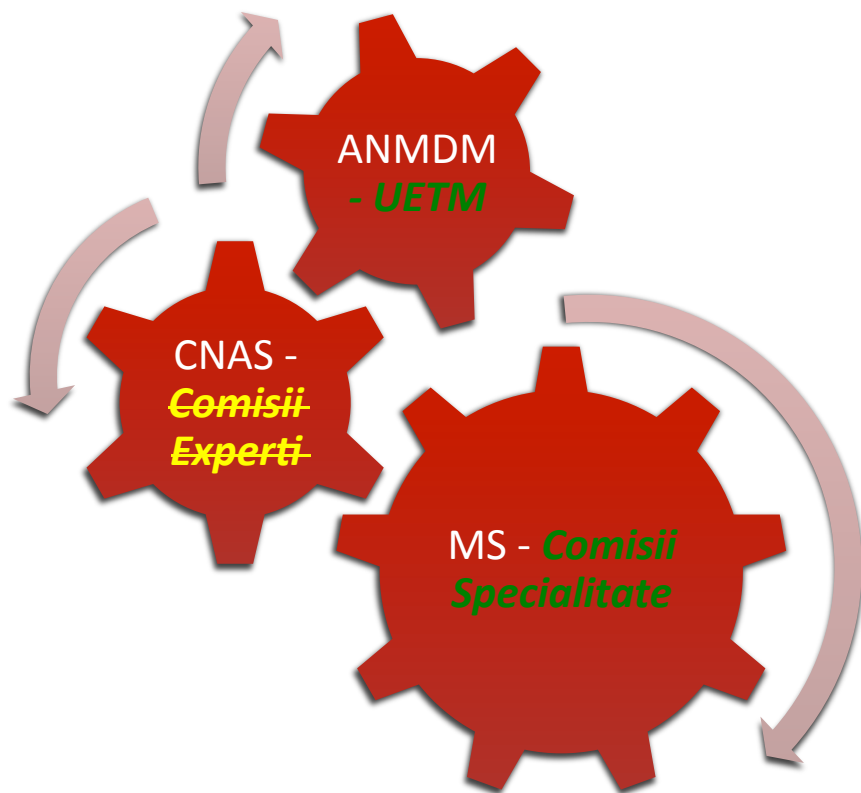 ANMDM
- UETM
CNAS -
Comisii
Experti
MS - Comisii
Specialitate